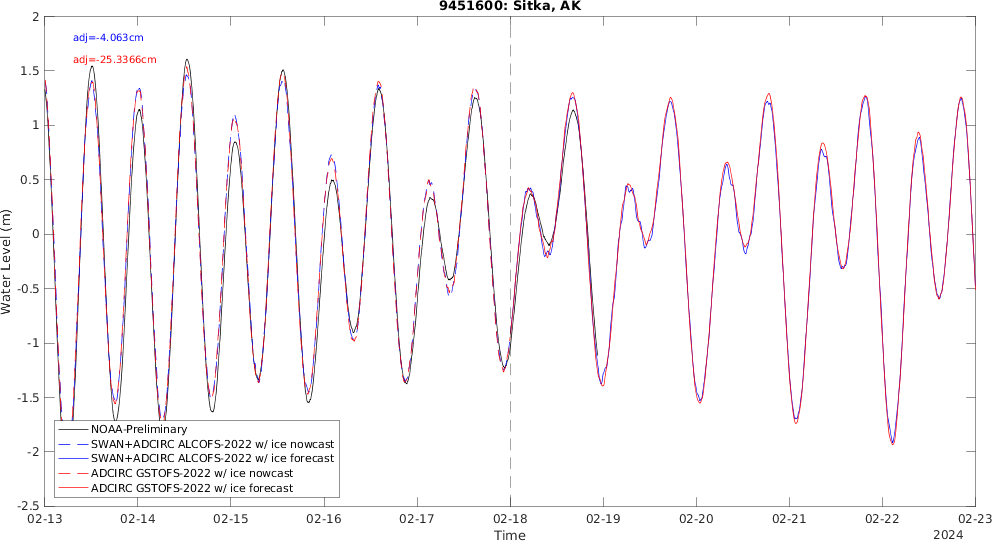 9451600: Sitka, AK
adj=-4.063cm
adj=-25.3366cm
2
1.5
1
0.5
0
-0.5
-1
-1.5
-2
-2.5
Water Level (m)
NOAA-Preliminary
SWAN+ADCIRC ALCOFS-2022 w/ ice nowcast
SWAN+ADCIRC ALCOFS-2022 w/ ice forecast
ADCIRC GSTOFS-2022 w/ ice nowcast
ADCIRC GSTOFS-2022 w/ ice forecast
02-13 02-14 02-15 02-16 02-17 02-18 02-19 02-20 02-21 02-22 02-23
Time
2024